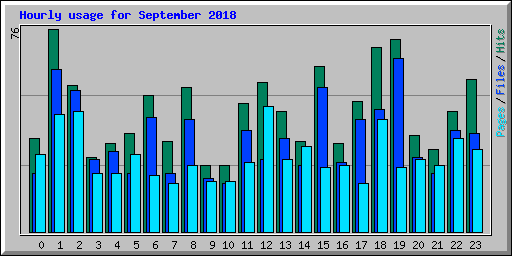 Hourly usage for September 2018
76
Pages / Files / Hits
0 1 2 3 4 5 6 7 8 9 10 11 12 13 14 15 16 17 18 19 20 21 22 23